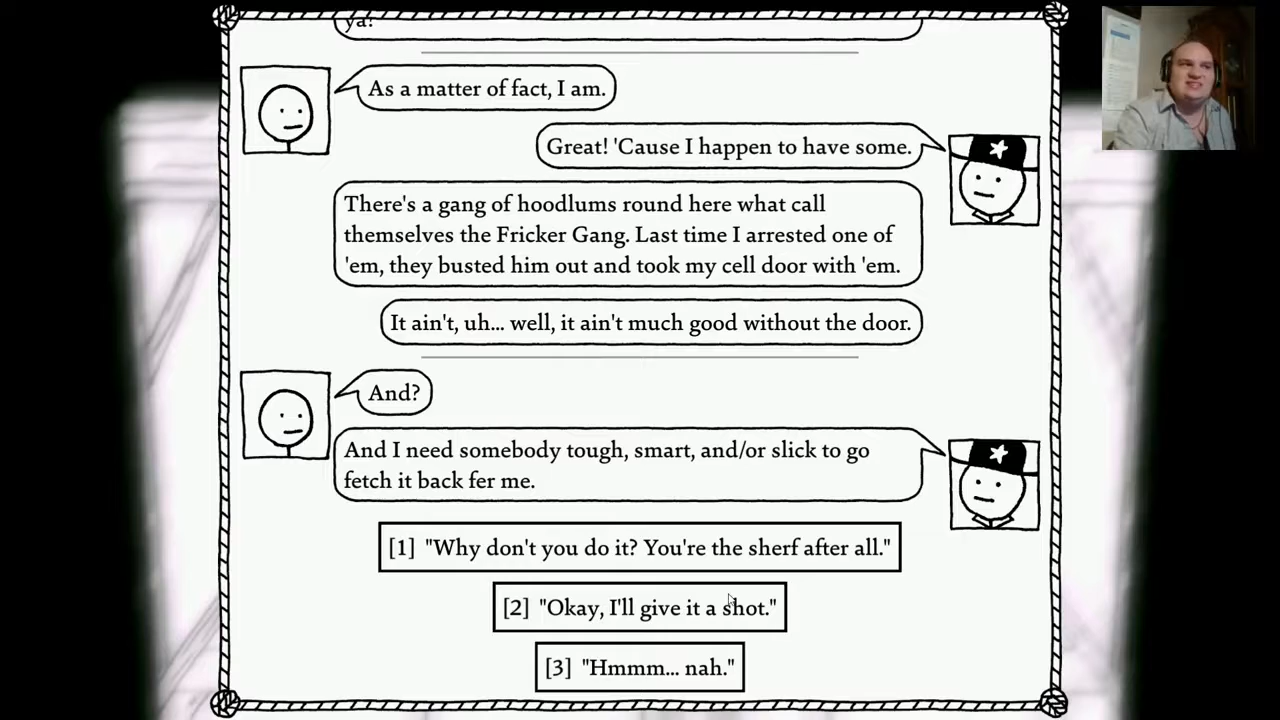 ya!
As a matter of fact, I am.
Great! 'Cause I happen to have some.
There's a gang of hoodlums round here what call
themselves the Fricker Gang. Last time I arrested one of
'em, they busted him out and took my cell door with 'em.
It ain't, uh... well, it ain't much good without the door.
And?
And I need somebody tough, smart, and/or slick to go
fetch it back fer me.
[1] "Why don't you do it? You're the sherf after all."
[2] "Okay, I'll give it a shot."
[3] "Hmmm... nah."